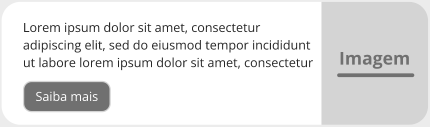 Lorem ipsum dolor sit amet, consectetur
adipiscing elit, sed do eiusmod tempor incididunt
ut labore lorem ipsum dolor sit amet, consectetur
Saiba mais
Imagem